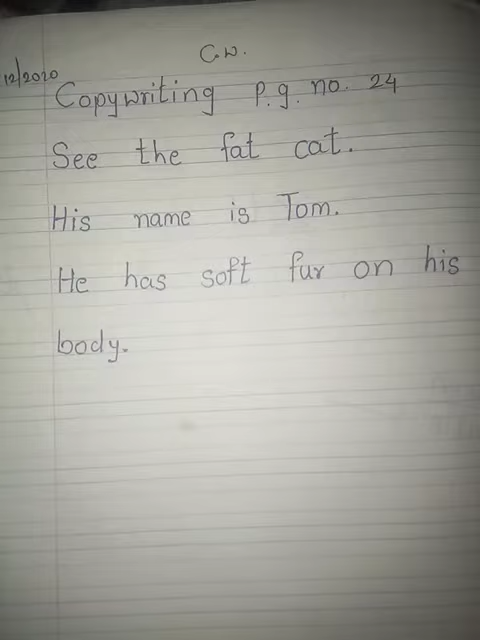 C.W.
12/2020
Copywriting p.g. no. 24
See the fat cat.
His name is Tom.
He has soft fur on his
body.